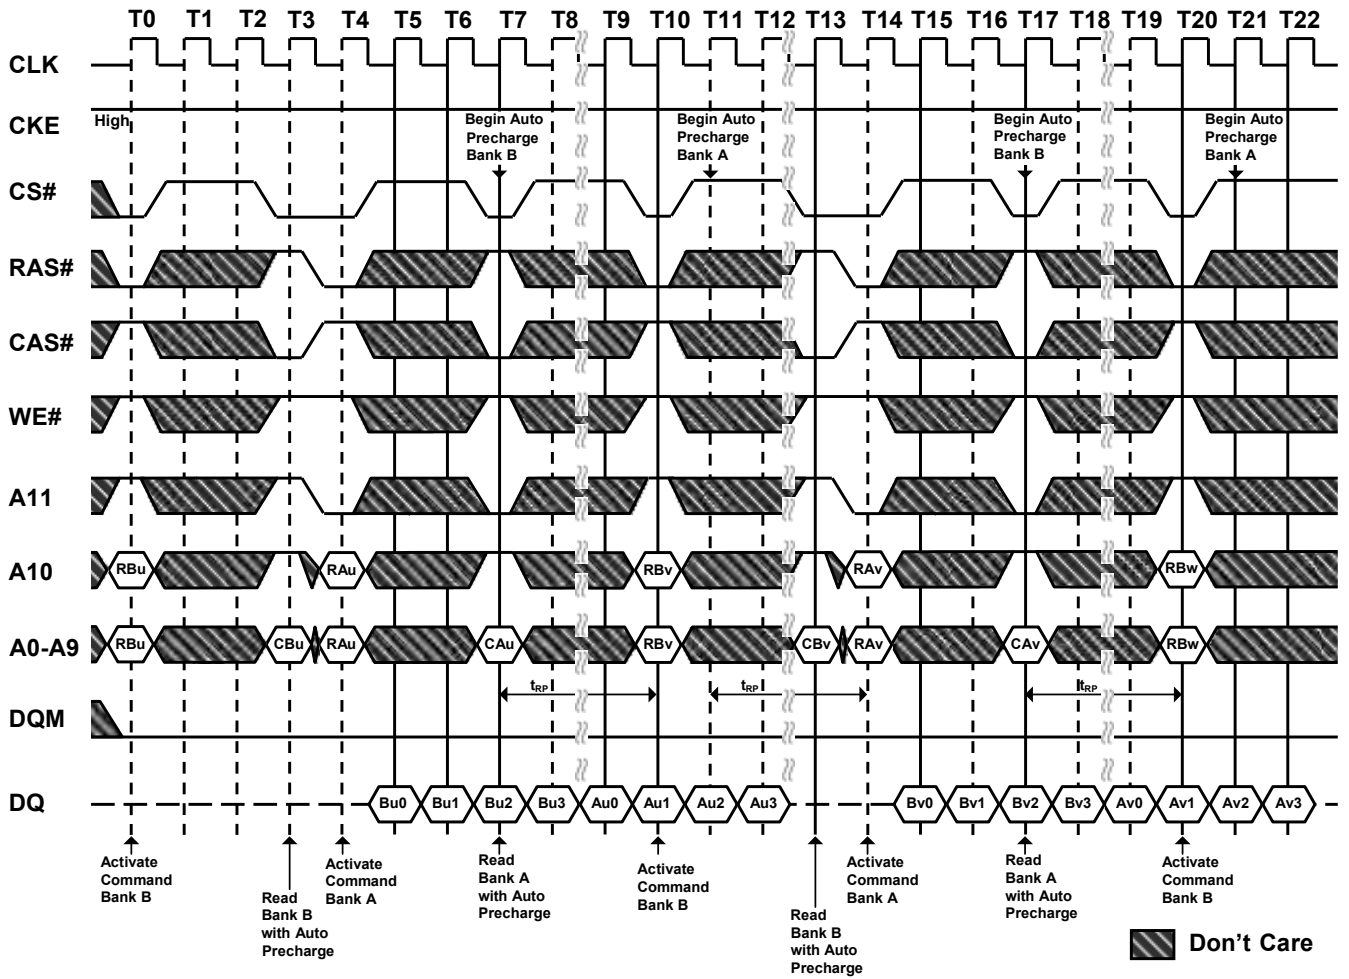 T0 T1 T2 T3 T4 T5 T6 T7 T8 T9 T10 T11 T12 T13 T14 T15 T16 T17 T18 T19 T20 T21 T22
CLK
CKE
High
Begin Auto
Precharge
Bank B
Begin Auto
Precharge
Bank A
Begin Auto
Precharge
Bank B
Begin Auto
Precharge
Bank A
CS#
RAS#
CAS#
WE#
A11
A10
RBu RAu RBv RAv RBw
A0-A9
RBu CBu RAu CAu RBv CBv RAv CAv RBw
tRP tRP tRP
DQM
DQ
Bu0 Bu1 Bu2 Bu3 Au0 Au1 Au2 Au3 Bv0 Bv1 Bv2 Bv3 Av0 Av1 Av2 Av3
Activate
Command
Bank B
Read
Bank B
with Auto
Precharge
Activate
Command
Bank A
Read
Bank A
with Auto
Precharge
Activate
Command
Bank B
Read
Bank B
with Auto
Precharge
Activate
Command
Bank A
Read
Bank A
with Auto
Precharge
Activate
Command
Bank B
Don't Care